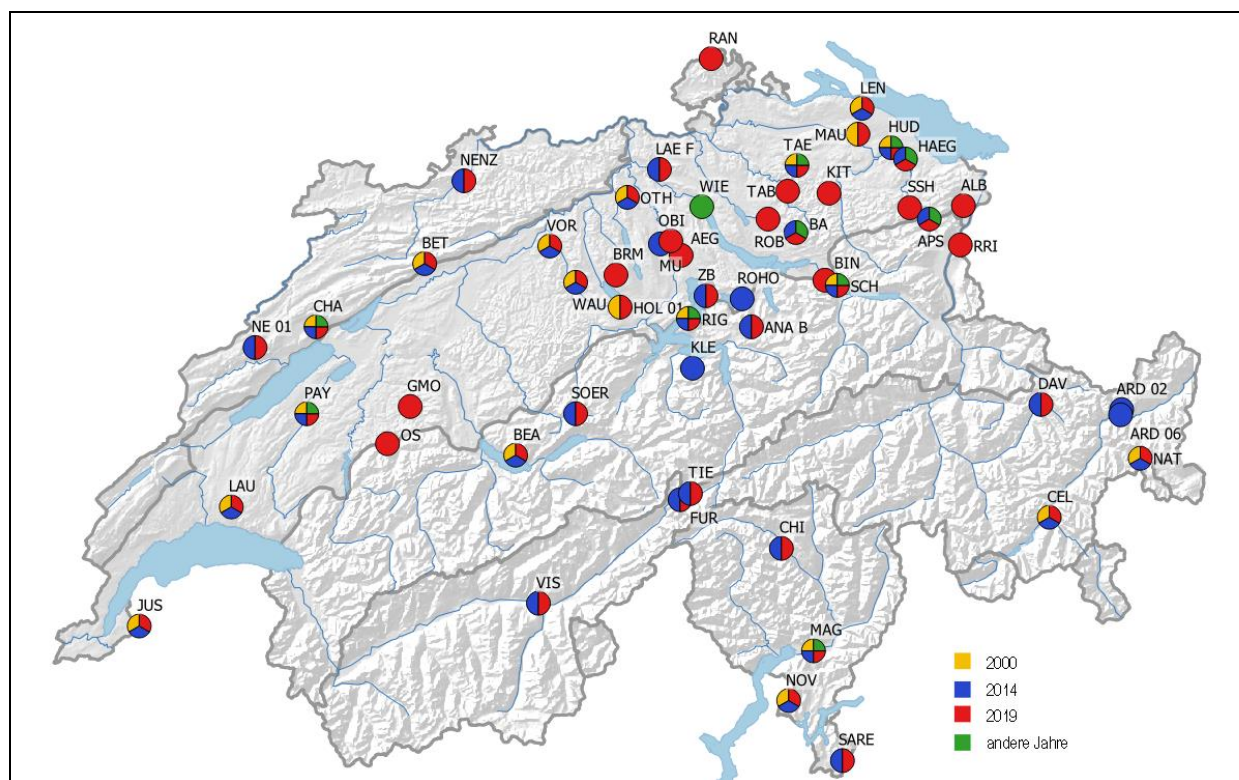 RAN
LEN
MAU
HUD
HAEG
TAE
LAE F
NENZ
KIT
TAB
WIE
OTH
SSH
ALB
BA
ROB
APS
OBI
VOR
AEG
RRI
BET
MU
BRM
BIN
ZB
ROHO
SCH
WAU
HOL 01
CHA
RIG
NE 01
ANA B
KLE
GMO
PAY
SOER
DAV
ARD 02
OS
BEA
ARD 06
NAT
TIE
LAU
CEL
FUR
CHI
VIS
JUS
MAG
2000
NOV
2014
2019
SARE
andere Jahre